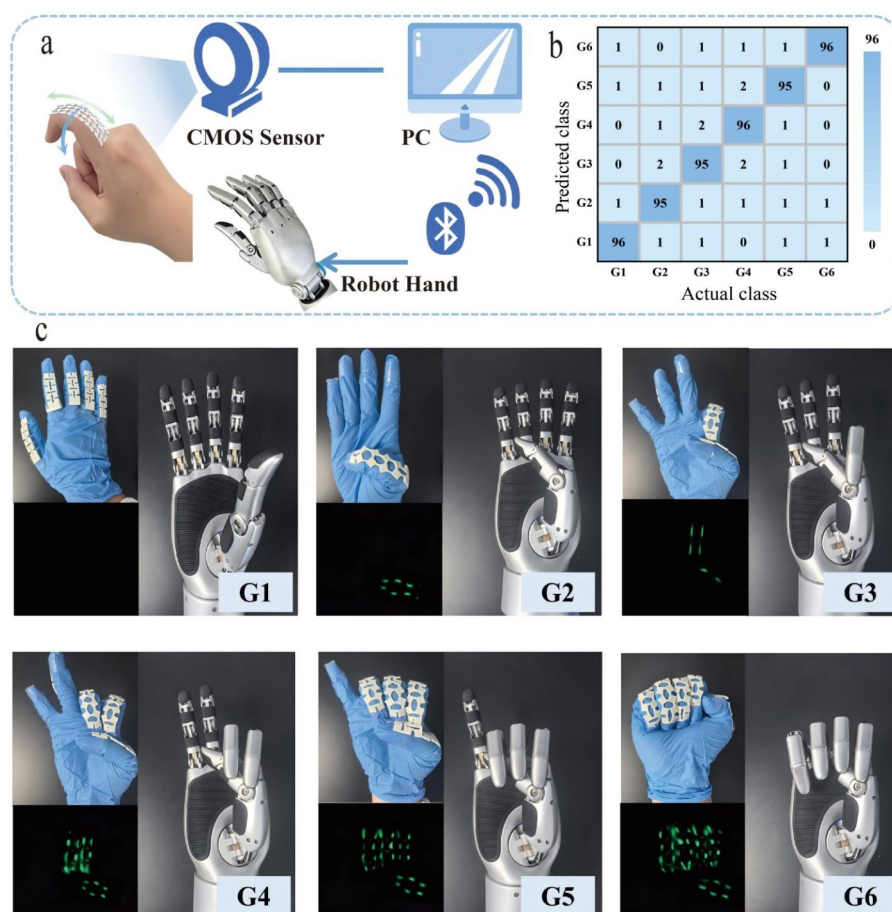 a
CMOS Sensor
PC
Robot Hand
b
Predicted class
G6 1 0 1 1 1 96
G5 1 1 1 2 95 0
G4 0 1 2 96 1 0
G3 0 2 95 2 1 0
G2 1 95 1 1 1 1
G1 96 1 1 0 1 1
G1 G2 G3 G4 G5 G6
Actual class
96
0
c
G1
G2
G3
G4
G5
G6